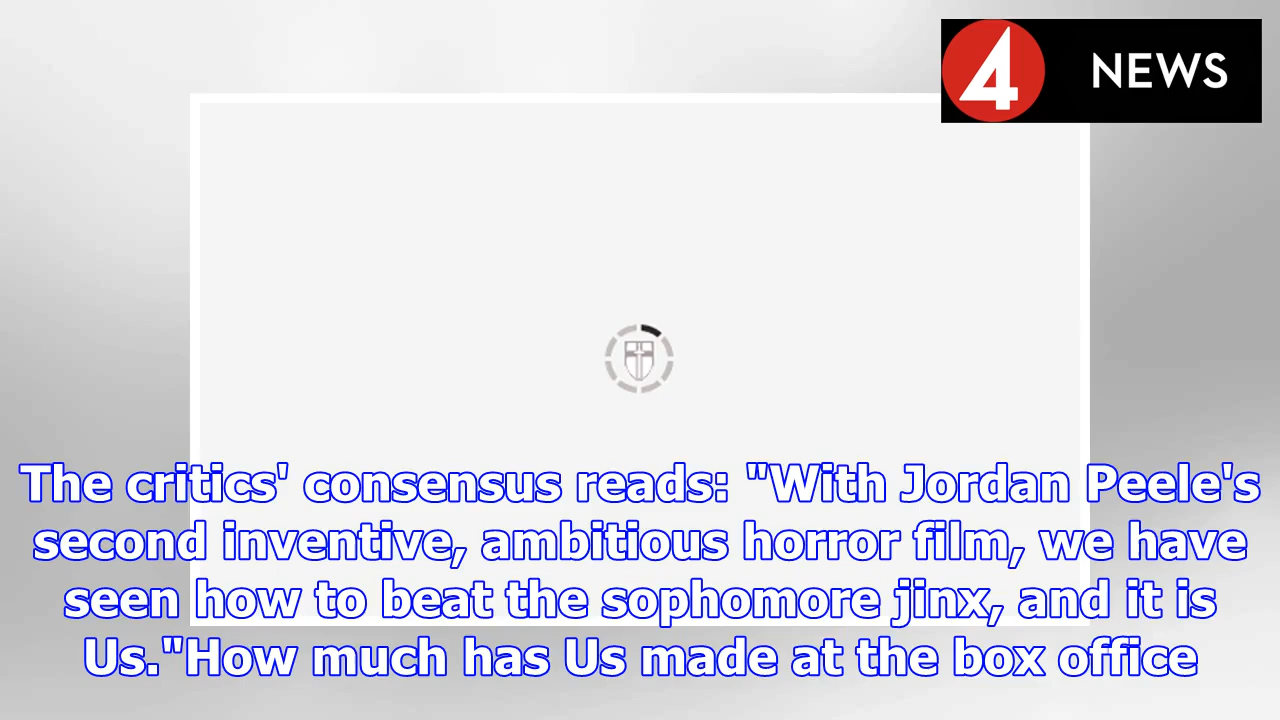 4 NEWS
The critics' consensus reads: "With Jordan Peele's
second inventive, ambitious horror film, we have
seen how to beat the sophomore jinx, and it is
Us."How much has Us made at the box office